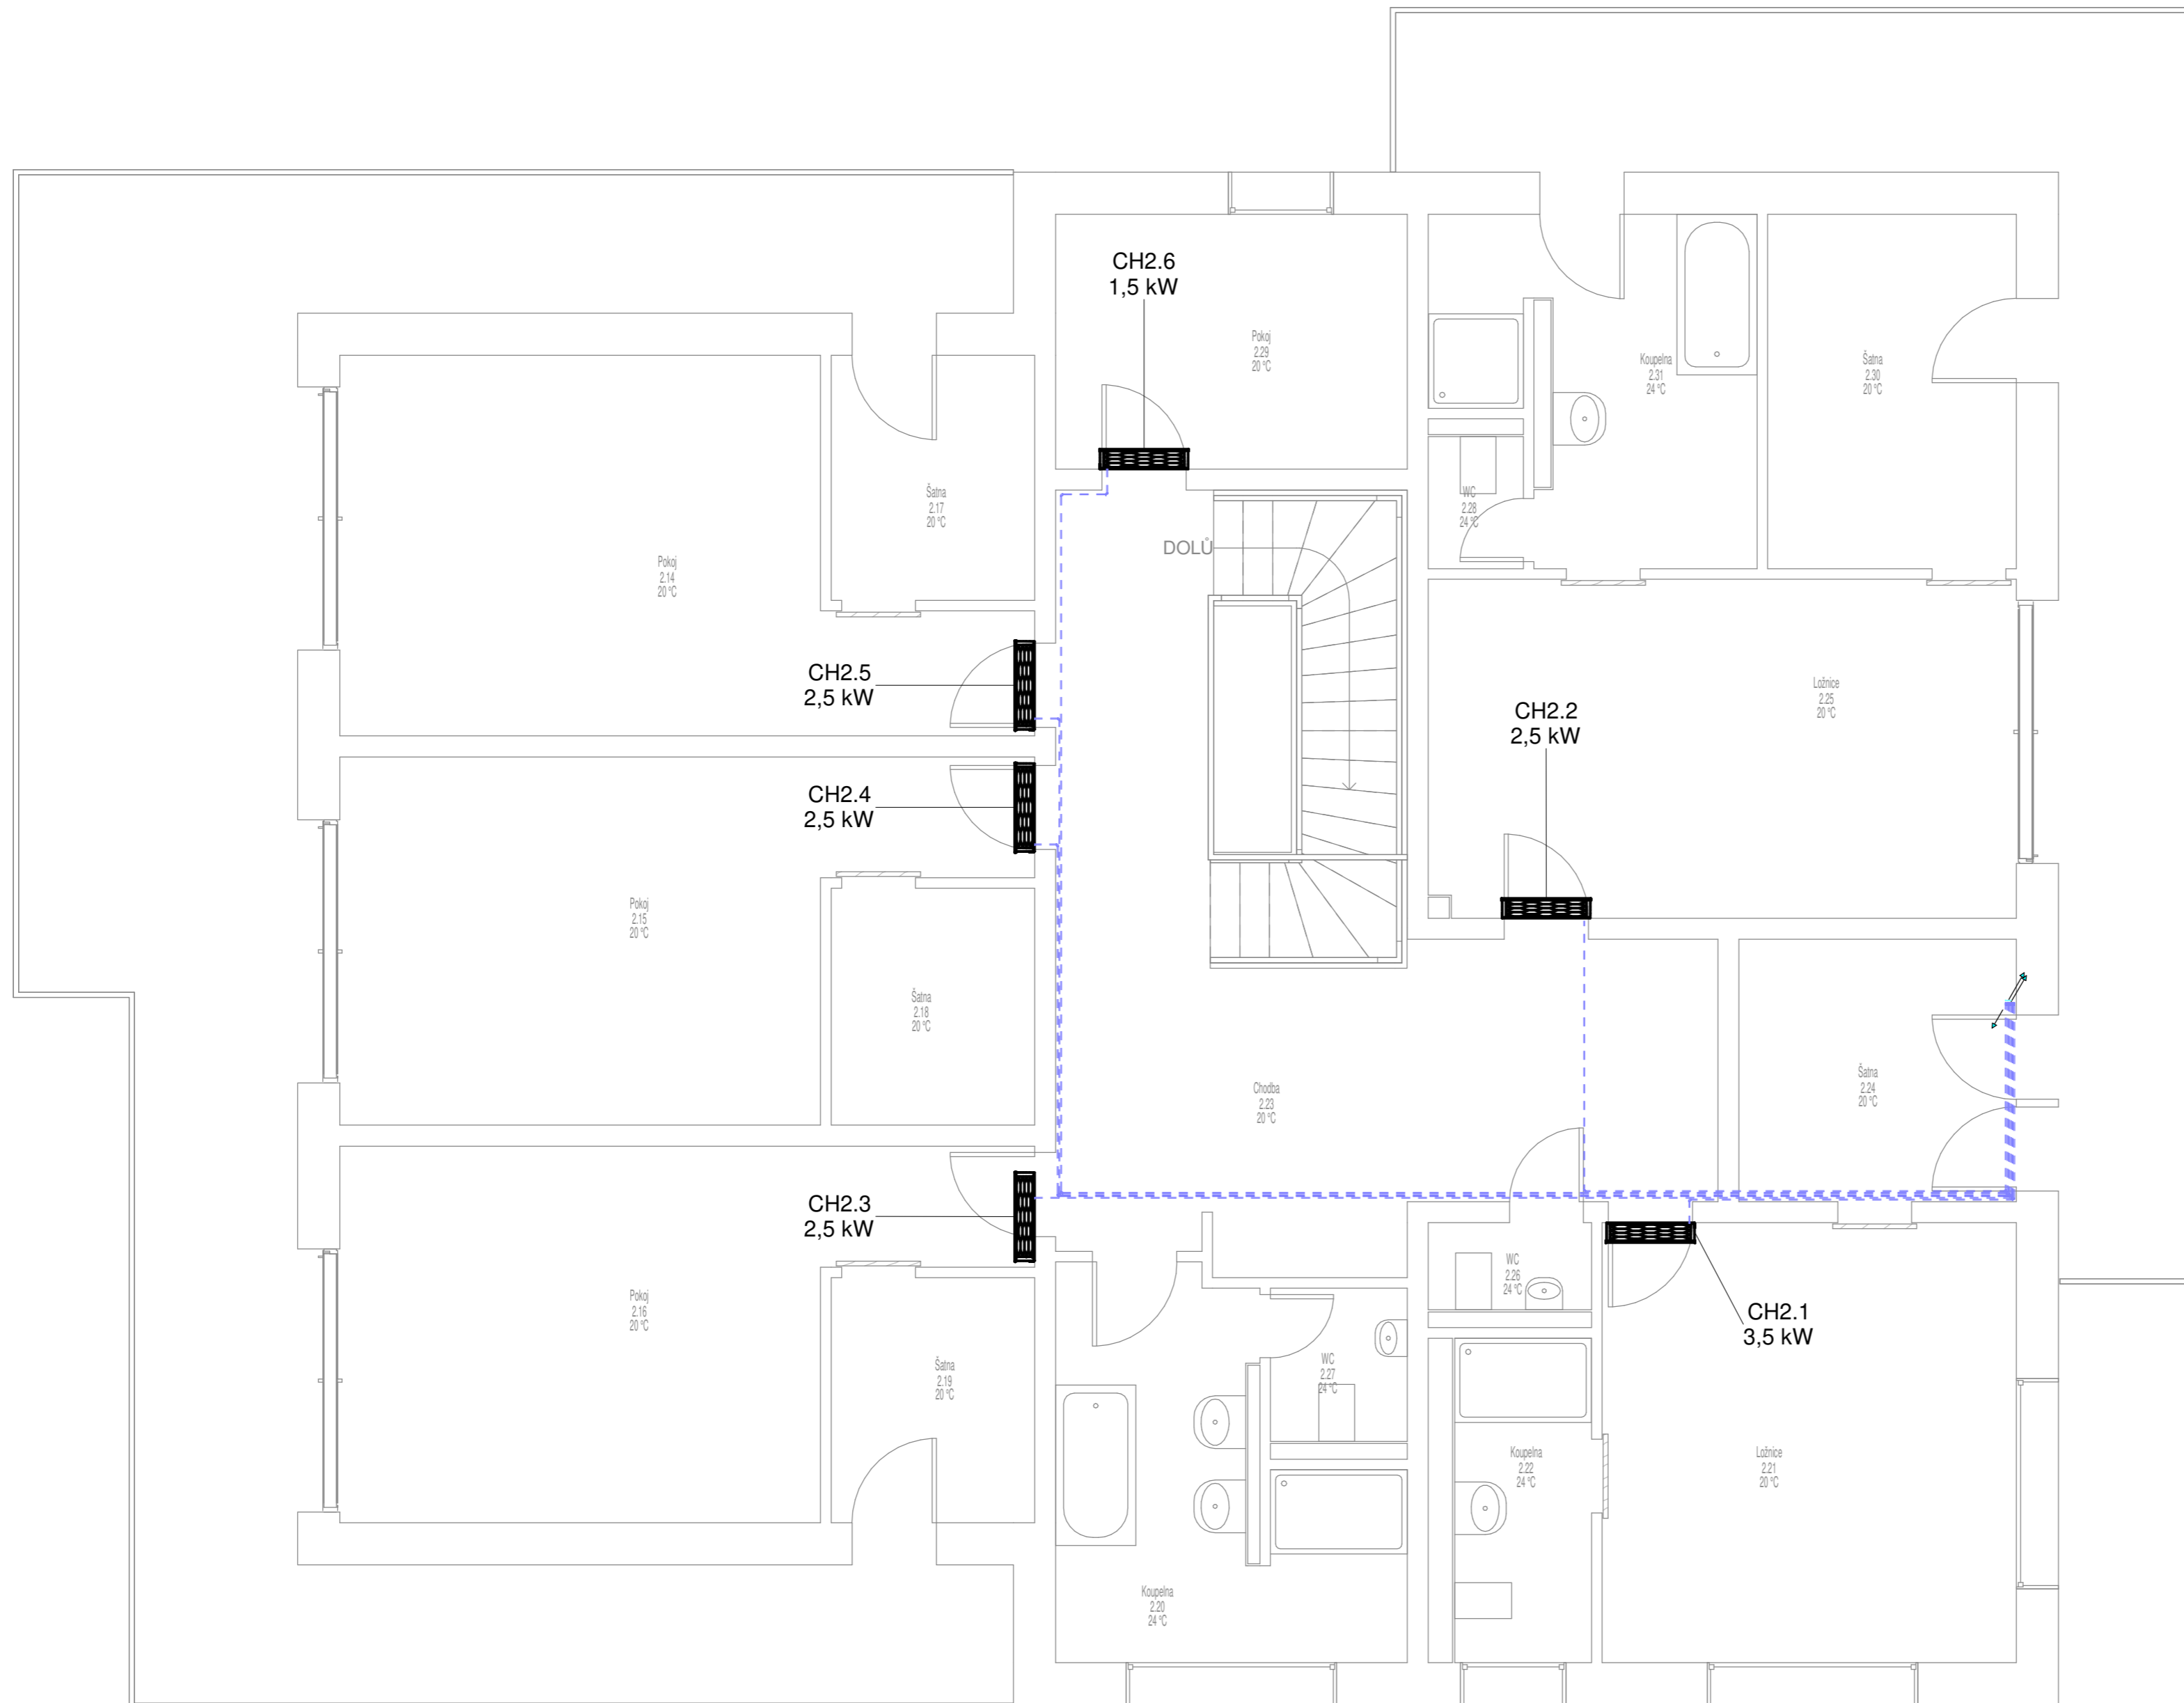 CH2.6
1,5 kW
Pokoj
2.29
20 °C
Koupelna
2.31
24 °C
Šatna
2.30
20 °C
Šatna
2.17
20 °C
WC
2.28
24 °C
DOLŮ
Pokoj
2.14
20 °C
CH2.5
2,5 kW
Ložnice
2.25
20 °C
CH2.2
2,5 kW
CH2.4
2,5 kW
Pokoj
2.15
20 °C
Šatna
2.18
20 °C
Chodba
2.23
20 °C
Šatna
2.24
20 °C
CH2.3
2,5 kW
WC
2.26
24 °C
Pokoj
2.16
20 °C
CH2.1
3,5 kW
Šatna
2.19
20 °C
WC
2.27
24 °C
Koupelna
2.22
24 °C
Ložnice
2.21
20 °C
Koupelna
2.20
24 °C